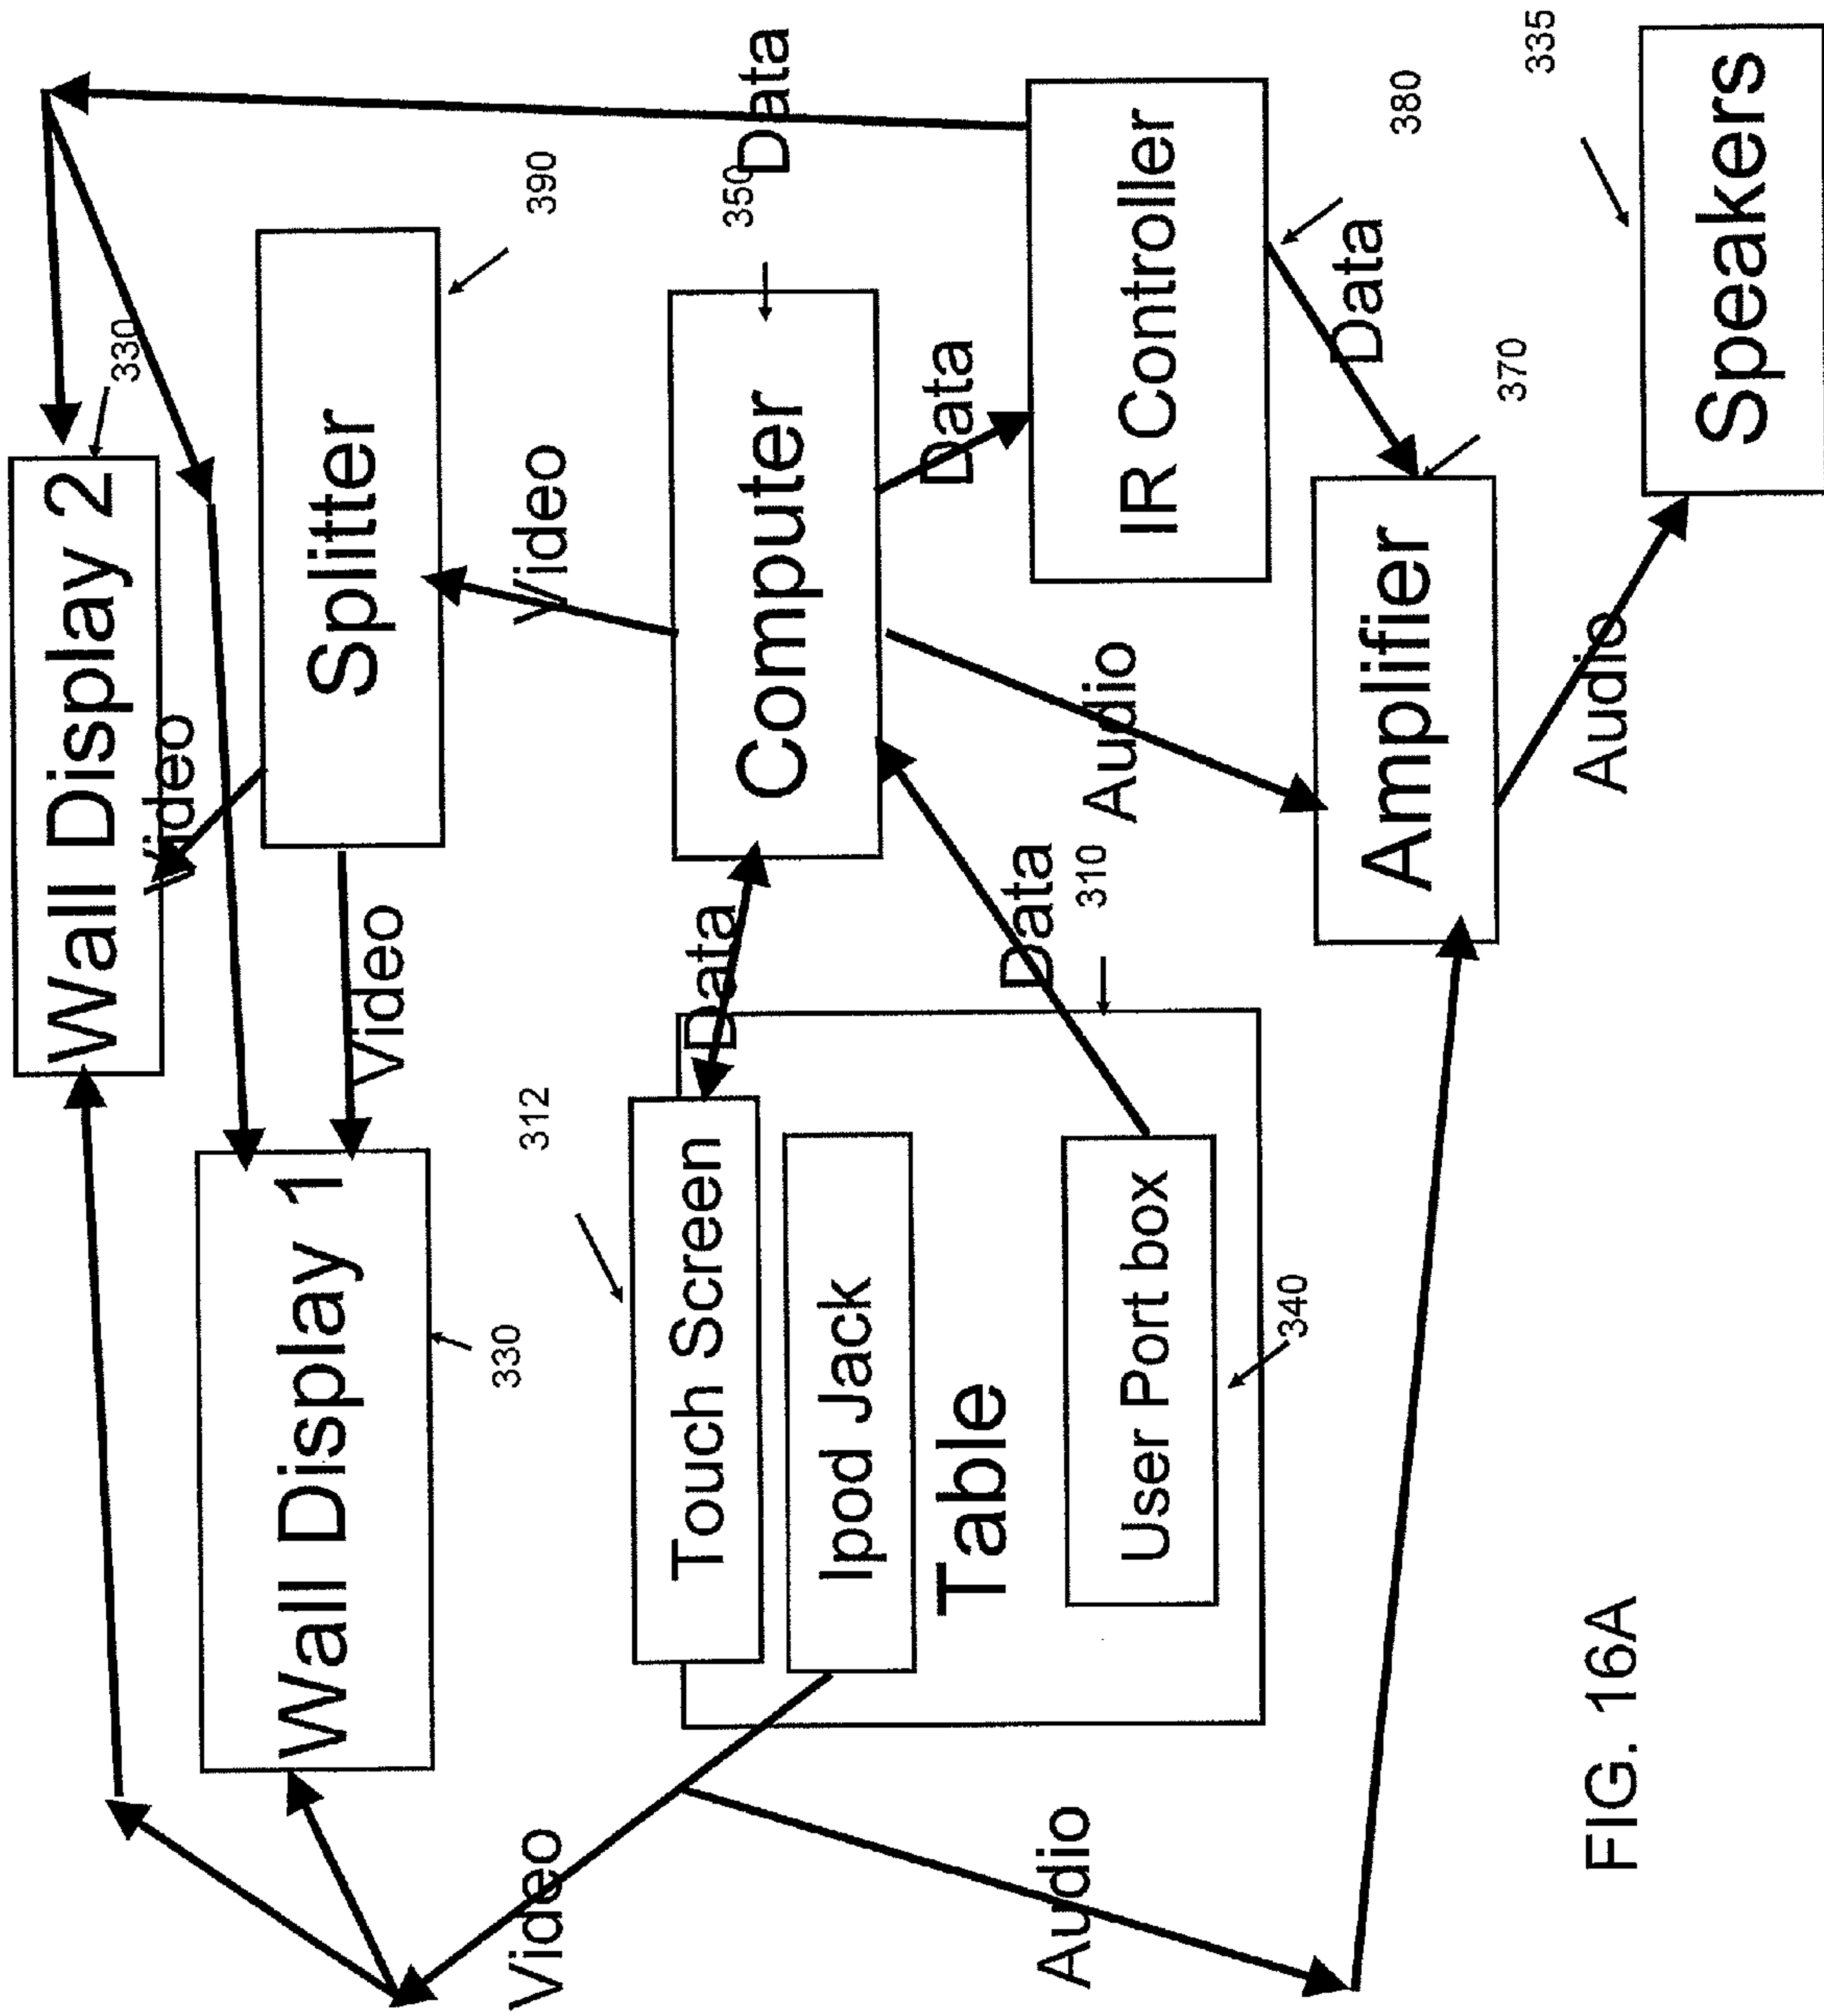 Wall Display 2
330
Video
Wall Display 1
Splitter
Video
330
312
Video
Video
390
Touch Screen
Data
Computer
350
Data
Ipod Jack
Data
Table
Data
Audio
310
Audio
User Port box
IR Controller
340
Data
Amplifier
380
370
335
FIG. 16A
Audio
Speakers